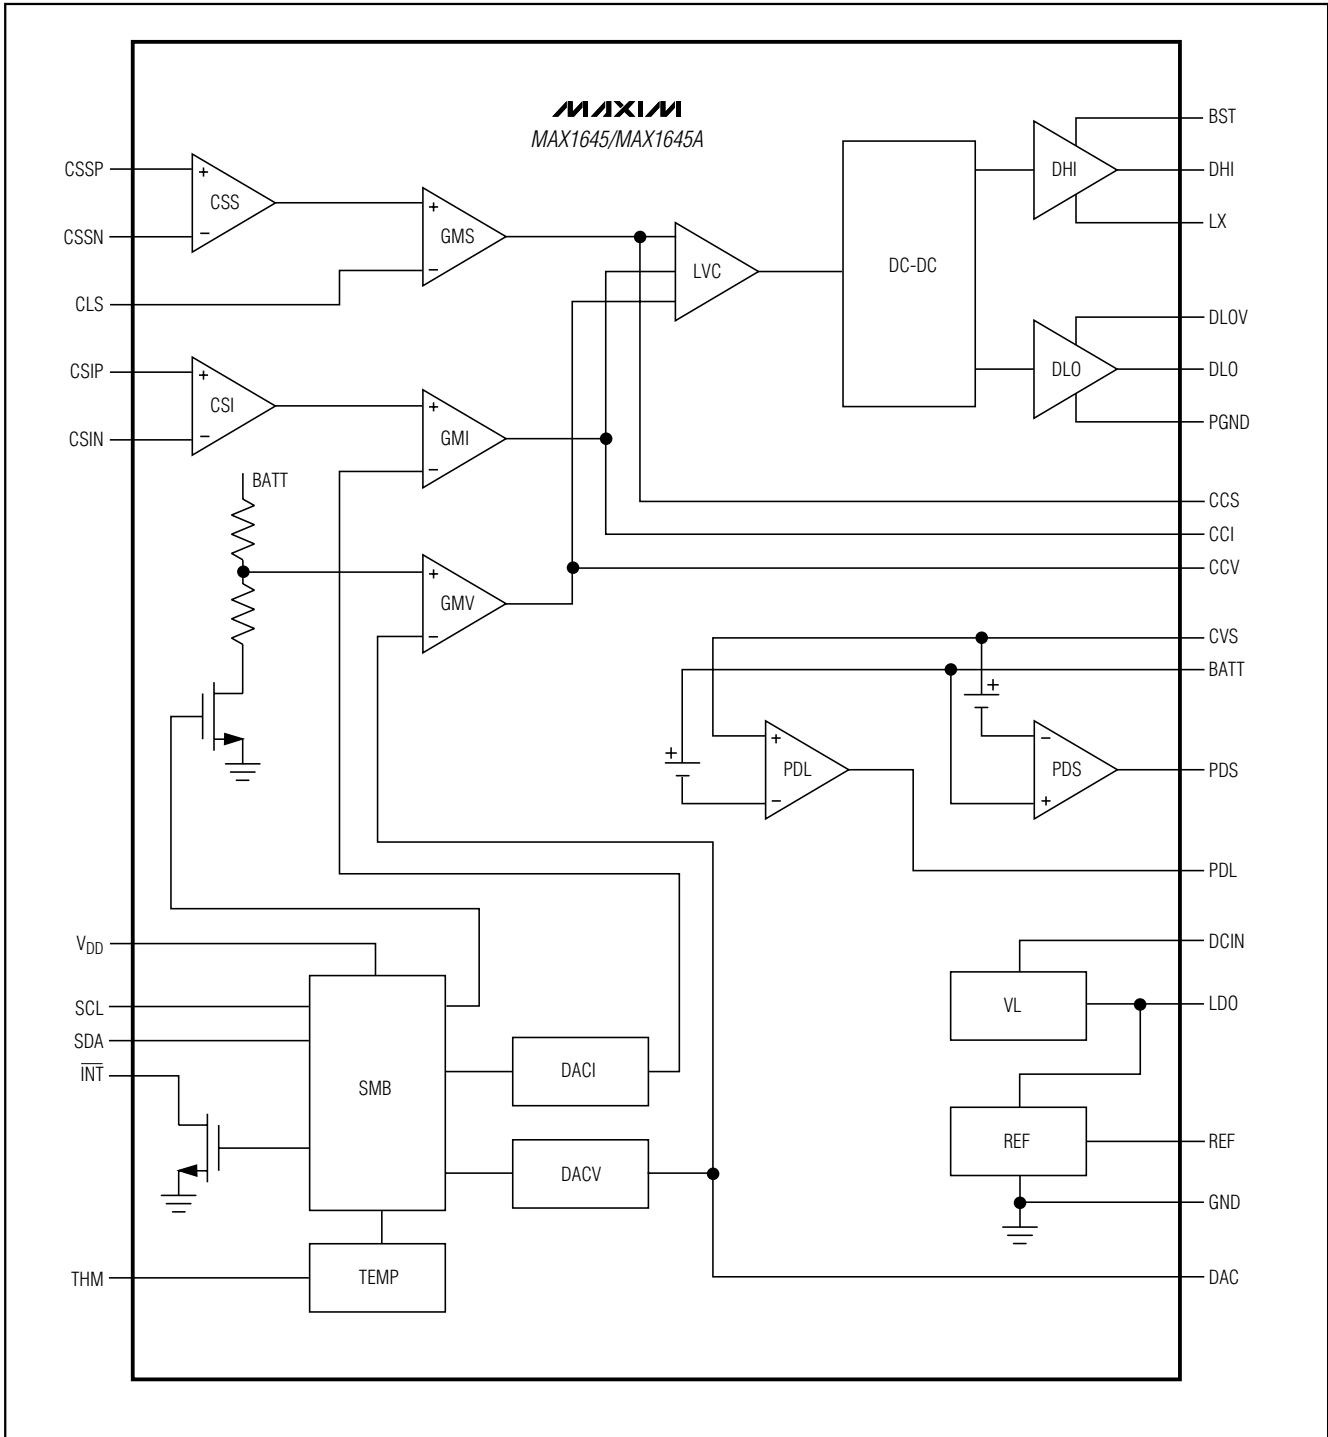 MAXIM
MAX1645/MAX1645A
CSSP
+
CSS
CSSN
−
CLS
+
GMS
−
LVC
DC-DC
DHI
BST
DHI
LX
DLO
DLOV
DLO
PGND
CSIP
+
CSI
CSIN
−
+
GMI
−
BATT
+
GMV
−
CCS
CCI
CCV
CVS
BATT
+
+
PDL
−
+
−
PDS
+
PDS
PDL
VDD
SCL
SDA
INT
SMB
DACI
DACV
THM
TEMP
DCIN
VL
LDO
REF
REF
GND
DAC